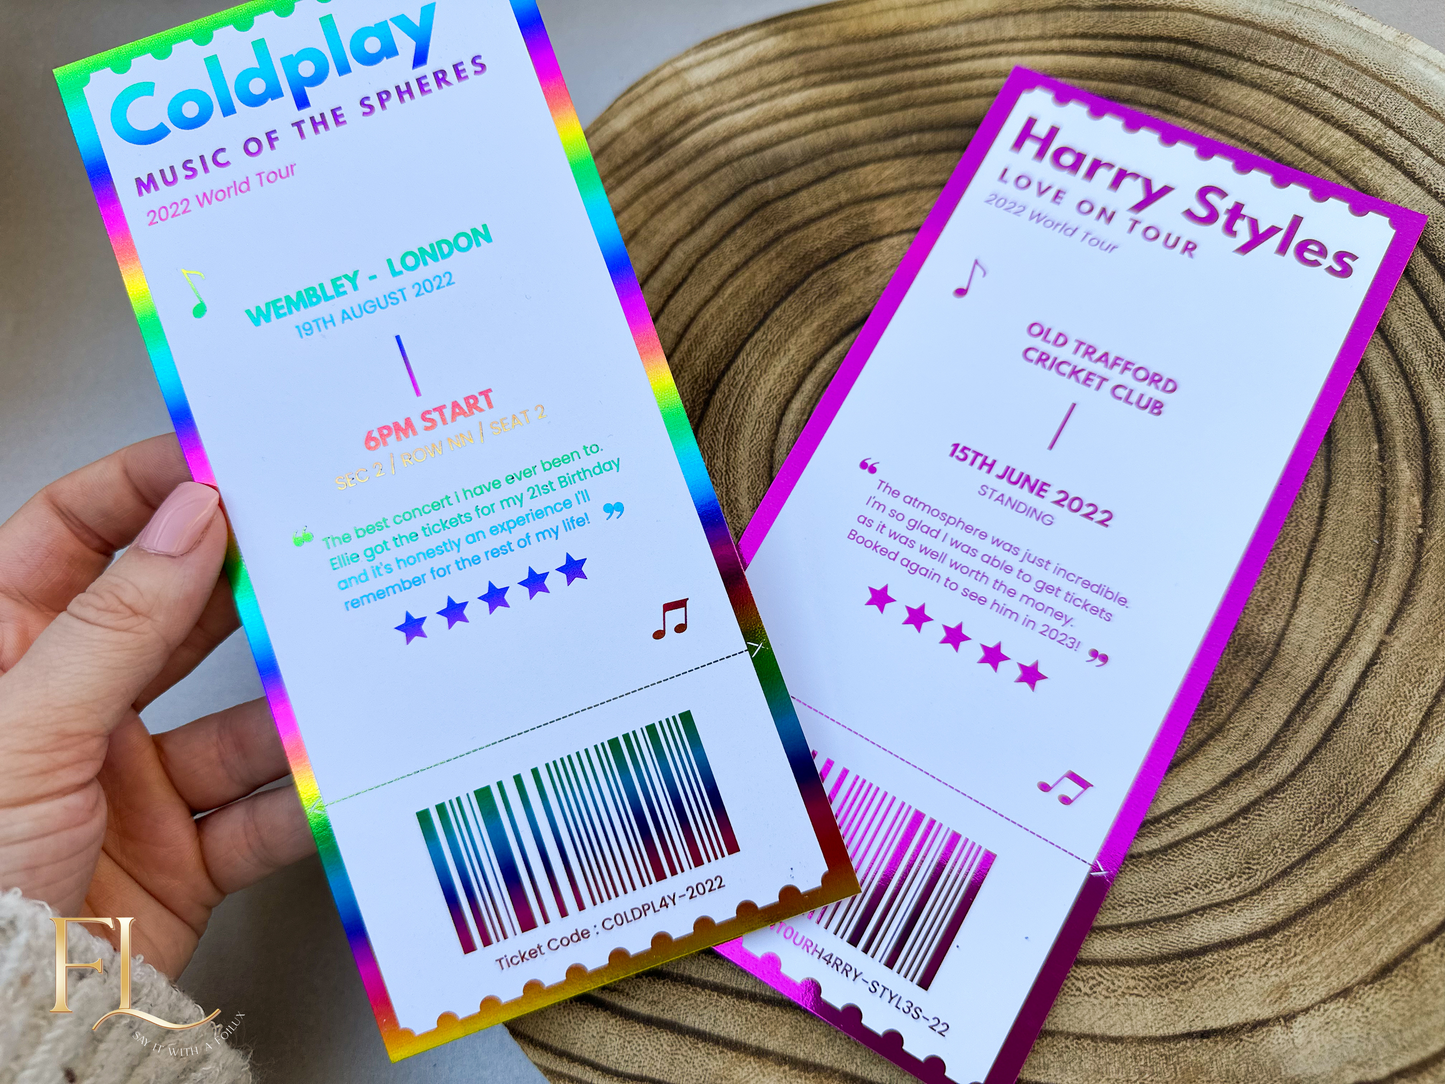 Coldplay
MUSIC OF THE SPHERES
2022 World Tour
WEMBLEY - LONDON
19TH AUGUST 2022
6PM START
SEC 2 / ROW NN / SEAT 2
“ The best concert i have ever been to.
Ellie got the tickets for my 21st Birthday
and it's honestly an experience I'll
remember for the rest of my life! ”
Ticket Code : C0LDPL4Y-2022
Harry Styles
LOVE ON TOUR
2022 World Tour
OLD TRAFFORD
CRICKET CLUB
15TH JUNE 2022
STANDING
“ The atmosphere was just incredible.
I'm so glad I was able to get tickets
as it was well worth the money.
Booked again to see him in 2023! ”
T0URH4RRY-STYL3S-22
FL
SAY IT WITH A FOILUX